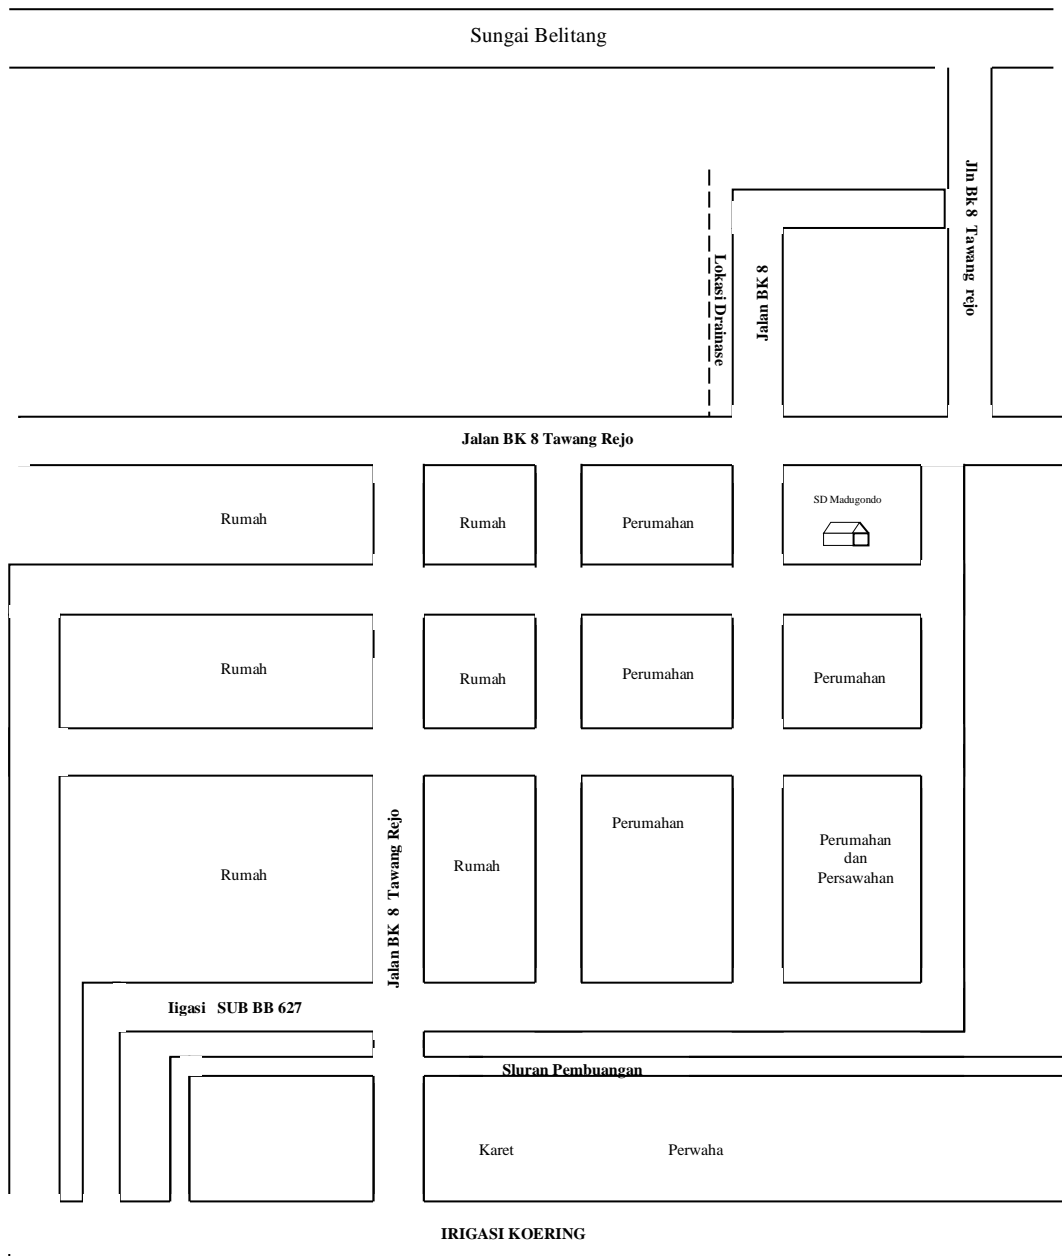 Sungai Belitang
Jln Bk 8 Tawang rejo
Lokasi Drainase
Jalan BK 8
Jalan BK 8 Tawang Rejo
Rumah
Rumah
Perumahan
SD Madugondo
Rumah
Rumah
Perumahan
Perumahan
Rumah
Jalan BK 8 Tawang Rejo
Rumah
Perumahan
Perumahan
dan
Persawahan
Iigasi SUB BB 627
Sluran Pembuangan
Karet
Perwaha
IRIGASI KOERING